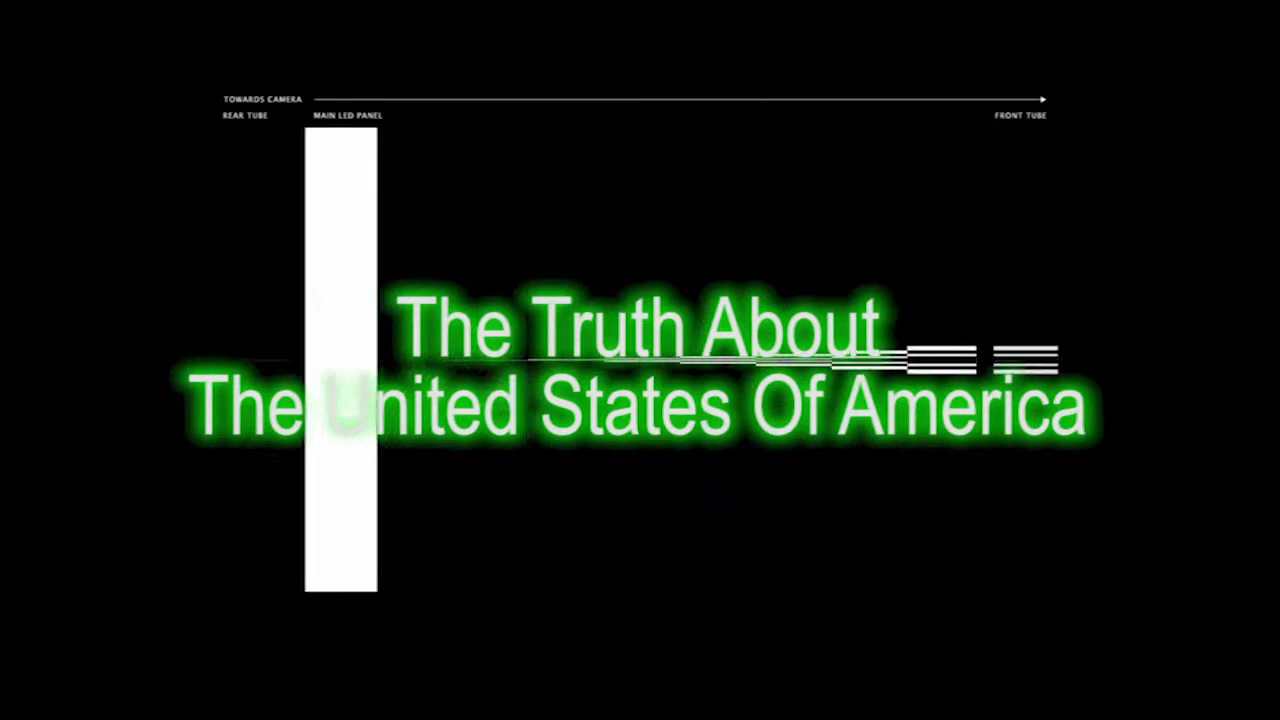 TOWARDS CAMERA
REAR TUBE MAIN LED PANEL FRONT TUBE
The Truth About
The United States Of America